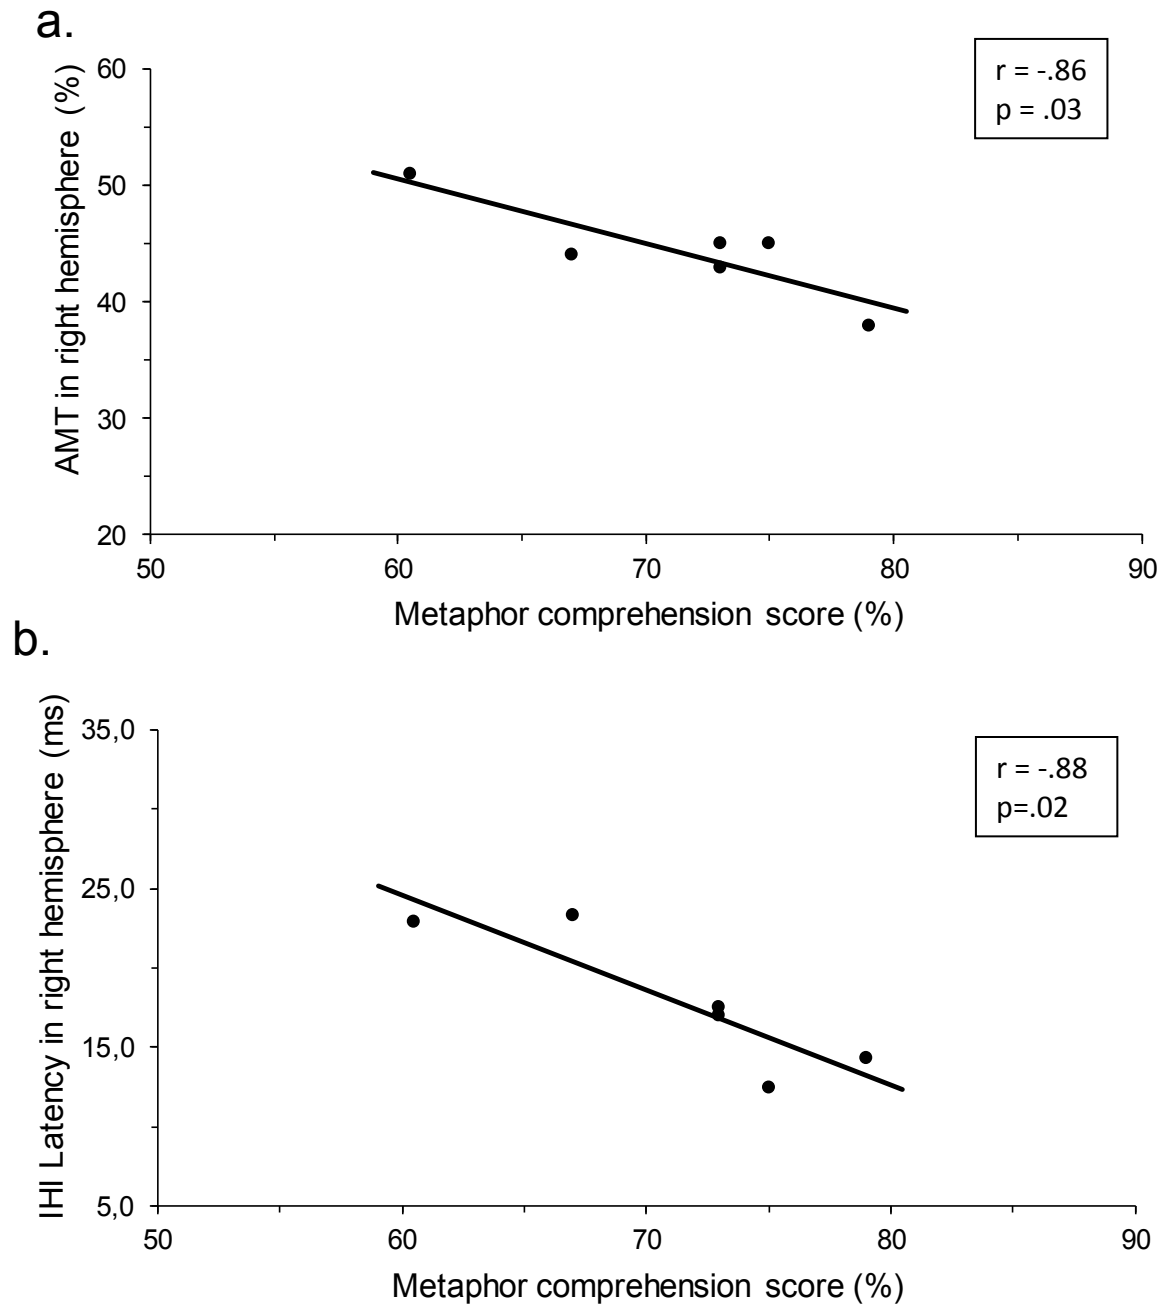 a.
AMT in right hemisphere (%)
60
50
40
30
20
r = -.86
p = .03
50 60 70 80 90
Metaphor comprehension score (%)
b.
IHI Latency in right hemisphere (ms)
35,0
25,0
15,0
5,0
r = -.88
p=.02
50 60 70 80 90
Metaphor comprehension score (%)